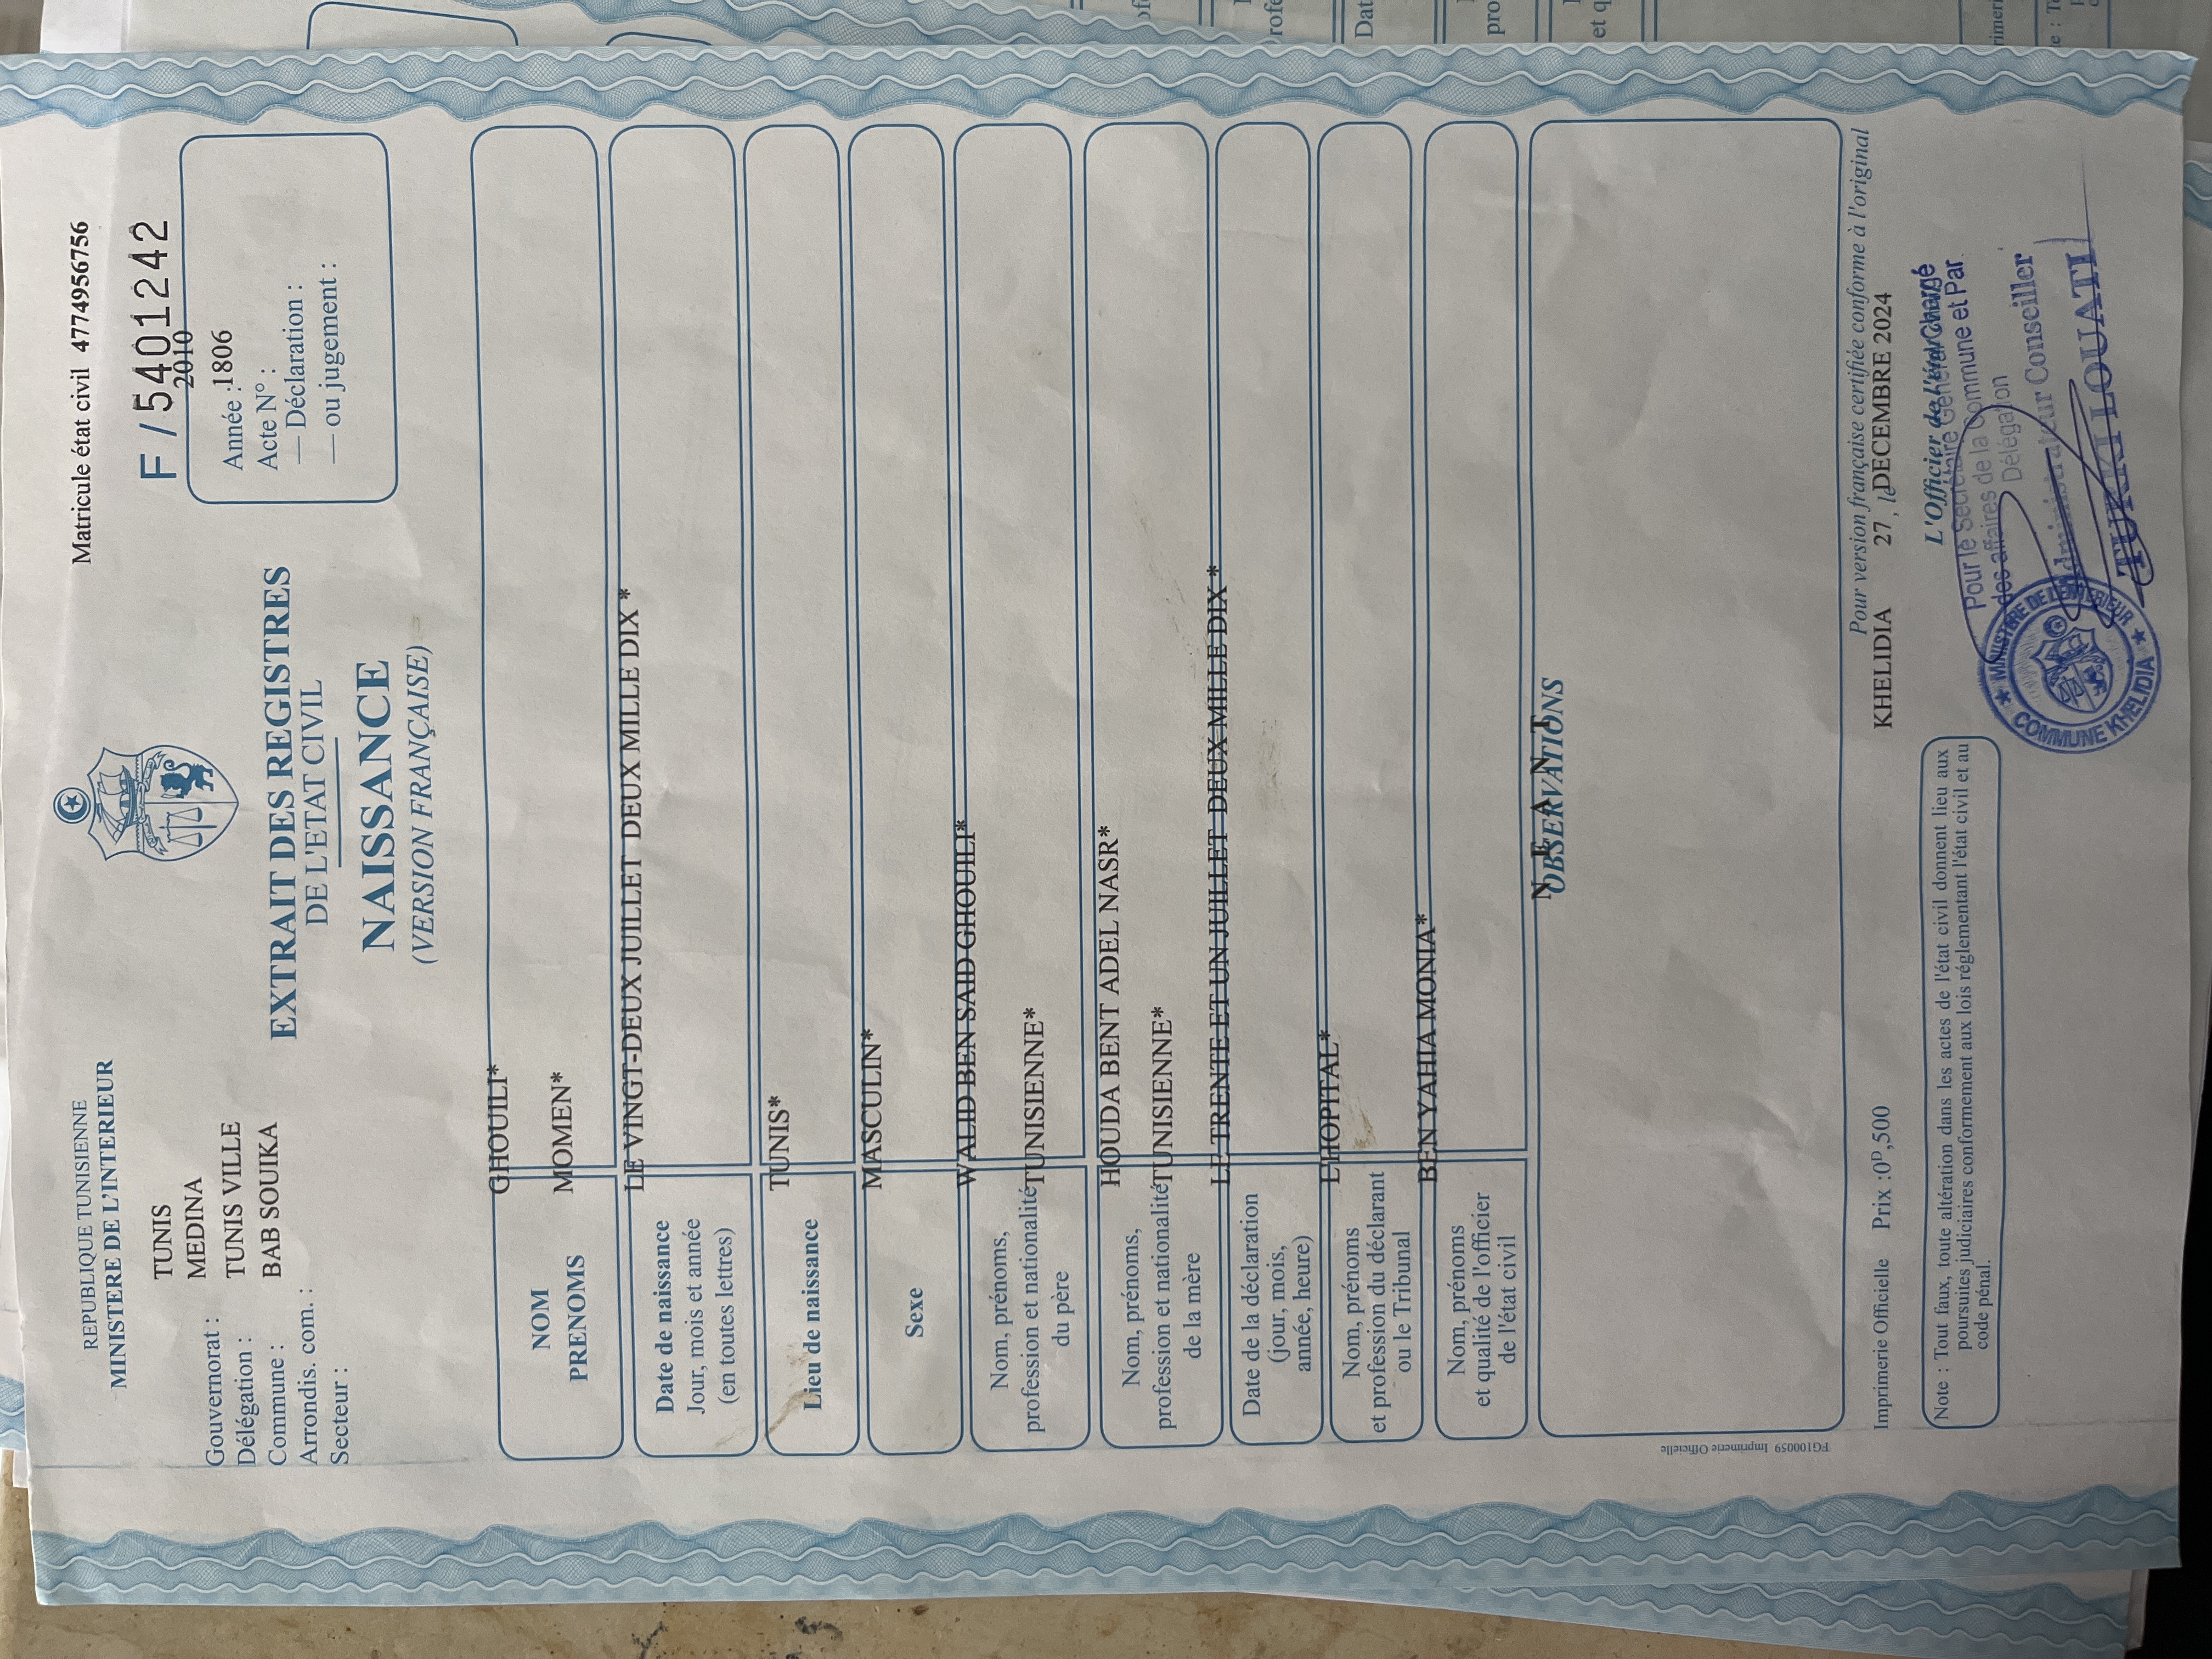 REPUBLIQUE TUNISIENNE
MINISTERE DE L'INTERIEUR
Matricule état civil 4774956756
F / 5401242
Gouvernorat : TUNIS
Délégation : MEDINA
Commune : TUNIS VILLE
Arrondis. com. : BAB SOUIKA
Secteur :
2010
Année : 1806
Acte N° :
— Déclaration :
— ou jugement :
EXTRAIT DES REGISTRES
DE L'ETAT CIVIL
NAISSANCE
(VERSION FRANÇAISE)
NOM GHOUILI*
PRENOMS MOMEN*
Date de naissance
Jour, mois et année
(en toutes lettres)
LE VINGT-DEUX JUILLET DEUX MILLE DIX *
Lieu de naissance
TUNIS*
Sexe
MASCULIN*
Nom, prénoms,
profession et nationalité
du père
WALID BEN SAID GHOUILI*
TUNISIENNE*
Nom, prénoms,
profession et nationalité
de la mère
HOUDA BENT ADEL NASR*
TUNISIENNE*
Date de la déclaration
(jour, mois,
année, heure)
LE TRENTE ET UN JUILLET DEUX MILLE DIX *
Nom, prénoms
et profession du déclarant
ou le Tribunal
L'HOPITAL*
Nom, prénoms
et qualité de l'officier
de l'état civil
BEN YAHIA MONIA*
N E A N T
OBSERVATIONS
FG100059 Imprimerie Officielle
Imprimerie Officielle Prix :0ᴰ,500
Pour version française certifiée conforme à l'original
KHELIDIA 27 , le DECEMBRE 2024
L'Officier de l'état civil
Pour le Secrétaire Général Chargé
des affaires de la Commune et Par
Délégation
Administrateur Conseiller
TURKI LOUATI
MINISTERE DE L'INTERIEUR
COMMUNE KHELIDIA
Note : Tout faux, toute altération dans les actes de l'état civil donnent lieu aux
poursuites judiciaires conformement aux lois réglementant l'état civil et au
code pénal.